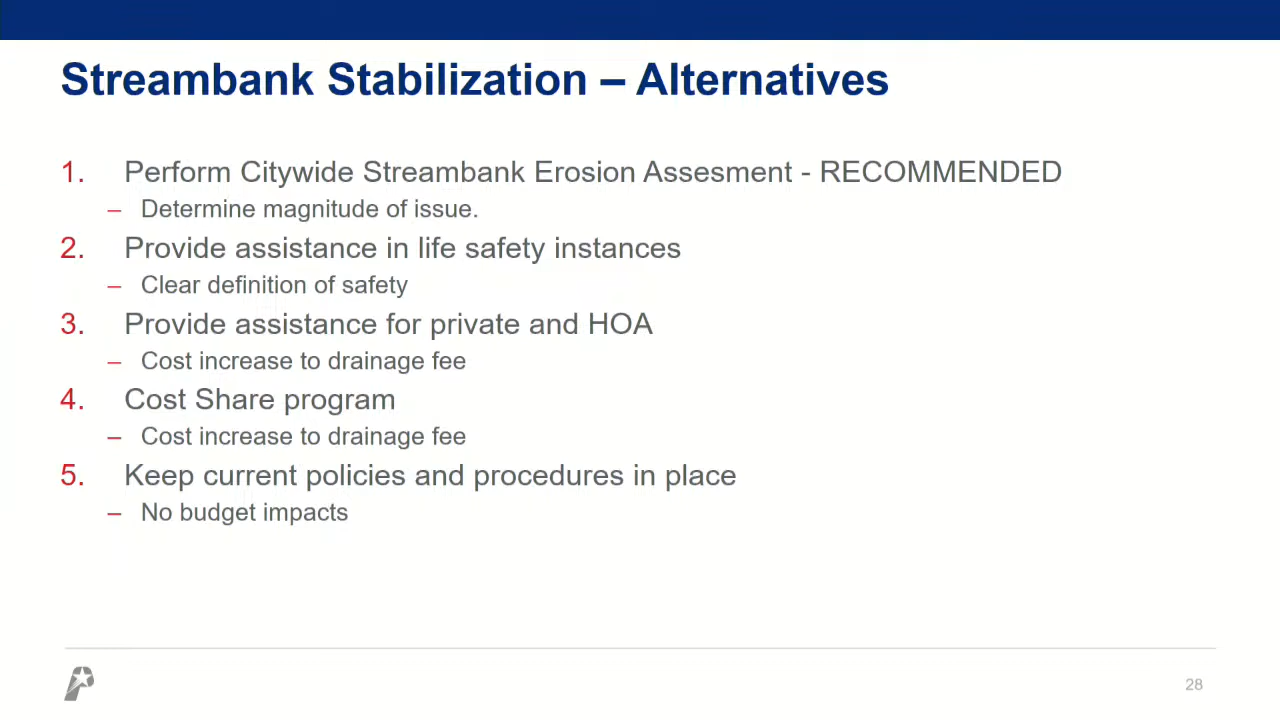 Streambank Stabilization – Alternatives
1. Perform Citywide Streambank Erosion Assesment - RECOMMENDED
– Determine magnitude of issue.
2. Provide assistance in life safety instances
– Clear definition of safety
3. Provide assistance for private and HOA
– Cost increase to drainage fee
4. Cost Share program
– Cost increase to drainage fee
5. Keep current policies and procedures in place
– No budget impacts
28